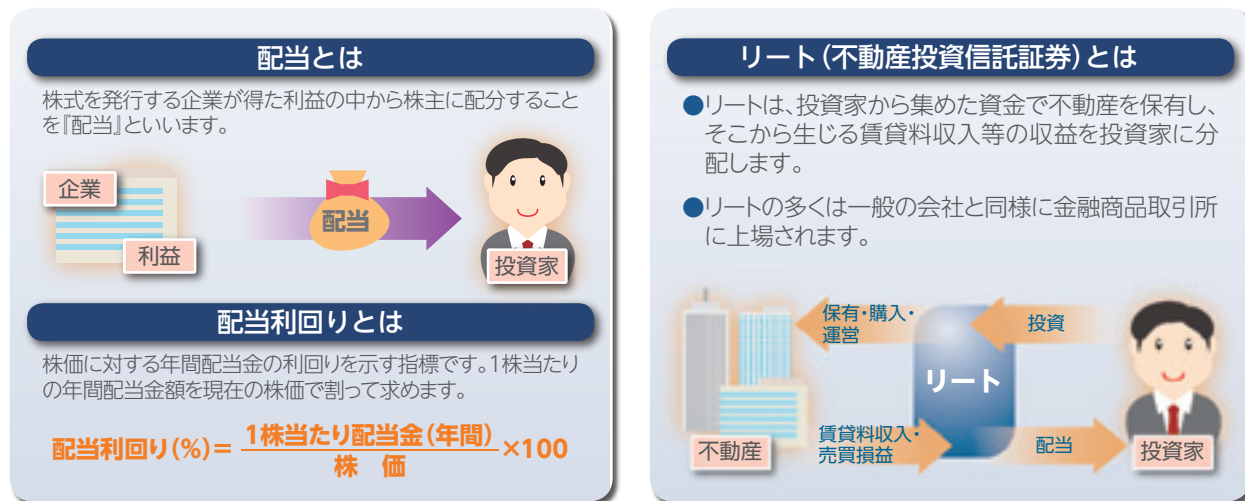 配当とは
株式を発行する企業が得た利益の中から株主に配分すること
を『配当』といいます。
企業
利益
配当
投資家
配当利回りとは
株価に対する年間配当金の利回りを示す指標です。1株当たり
の年間配当金額を現在の株価で割って求めます。
配当利回り(%)= 1株当たり配当金(年間) ×100
株 価
リート(不動産投資信託証券)とは
●リートは、投資家から集めた資金で不動産を保有し、
そこから生じる賃貸料収入等の収益を投資家に分
配します。
●リートの多くは一般の会社と同様に金融商品取引所
に上場されます。
保有・購入・
運営
投資
リート
賃貸料収入・
売買損益
配当
不動産
投資家